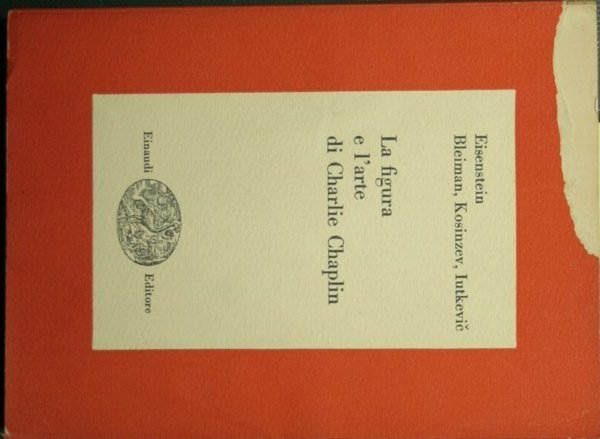 Eisenstein
Bleiman, Kosinzev, Iutkevič
La figura
e l'arte
di Charlie Chaplin
Einaudi Editore